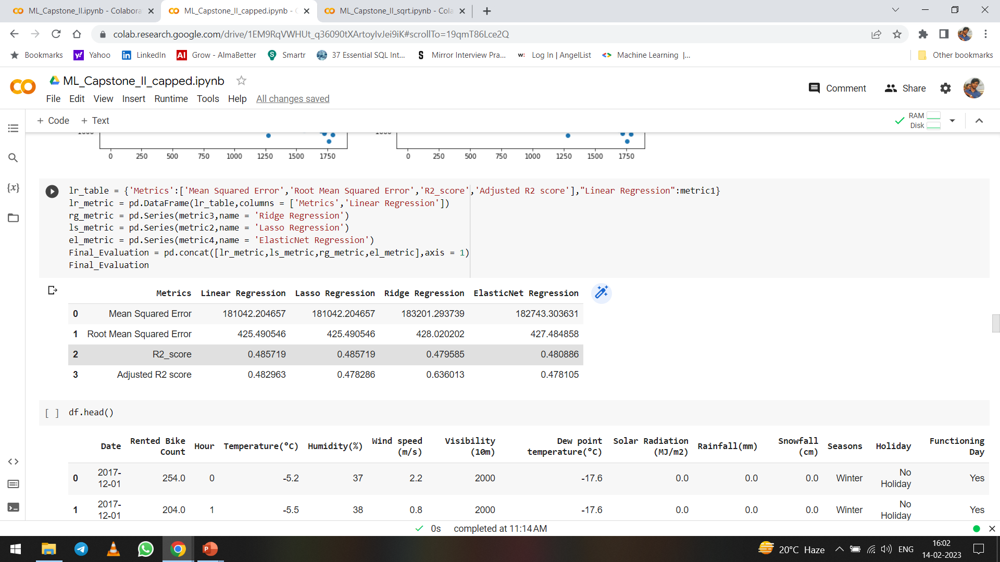 ML_Capstone_II.ipynb - Colabora
ML_Capstone_II_capped.ipynb - C
ML_Capstone_II_sqrt.ipynb - Cola
colab.research.google.com/drive/1EM9RqVWHUt_q36090tXArtoyIvJei9iK#scrollTo=19qmT86Lce2Q
Bookmarks Yahoo LinkedIn Grow - AlmaBetter Smartr 37 Essential SQL Int... Mirror Interview Pra... Log In | AngelList Machine Learning |... Other bookmarks
ML_Capstone_II_capped.ipynb
Comment Share
File Edit View Insert Runtime Tools Help All changes saved
+ Code + Text
RAM
Disk
0 250 500 750 1000 1250 1500 1750
0 250 500 750 1000 1250 1500 1750
lr_table = {'Metrics':['Mean Squared Error','Root Mean Squared Error','R2_score','Adjusted R2 score'],"Linear Regression":metric1}
lr_metric = pd.DataFrame(lr_table,columns = ['Metrics','Linear Regression'])
rg_metric = pd.Series(metric3,name = 'Ridge Regression')
ls_metric = pd.Series(metric2,name = 'Lasso Regression')
el_metric = pd.Series(metric4,name = 'ElasticNet Regression')
Final_Evaluation = pd.concat([lr_metric,ls_metric,rg_metric,el_metric],axis = 1)
Final_Evaluation
Metrics Linear Regression Lasso Regression Ridge Regression ElasticNet Regression
0 Mean Squared Error 181042.204657 181042.204657 183201.293739 182743.303631
1 Root Mean Squared Error 425.490546 425.490546 428.020202 427.484858
2 R2_score 0.485719 0.485719 0.479585 0.480886
3 Adjusted R2 score 0.482963 0.478286 0.636013 0.478105
[ ] df.head()
Date Rented Bike Count Hour Temperature(°C) Humidity(%) Wind speed (m/s) Visibility (10m) Dew point temperature(°C) Solar Radiation (MJ/m2) Rainfall(mm) Snowfall (cm) Seasons Holiday Functioning Day
0 2017-12-01 254.0 0 -5.2 37 2.2 2000 -17.6 0.0 0.0 0.0 Winter No Holiday Yes
1 2017-12-01 204.0 1 -5.5 38 0.8 2000 -17.6 0.0 0.0 0.0 Winter No Holiday Yes
0s completed at 11:14 AM
20°C Haze ENG
16:02
14-02-2023